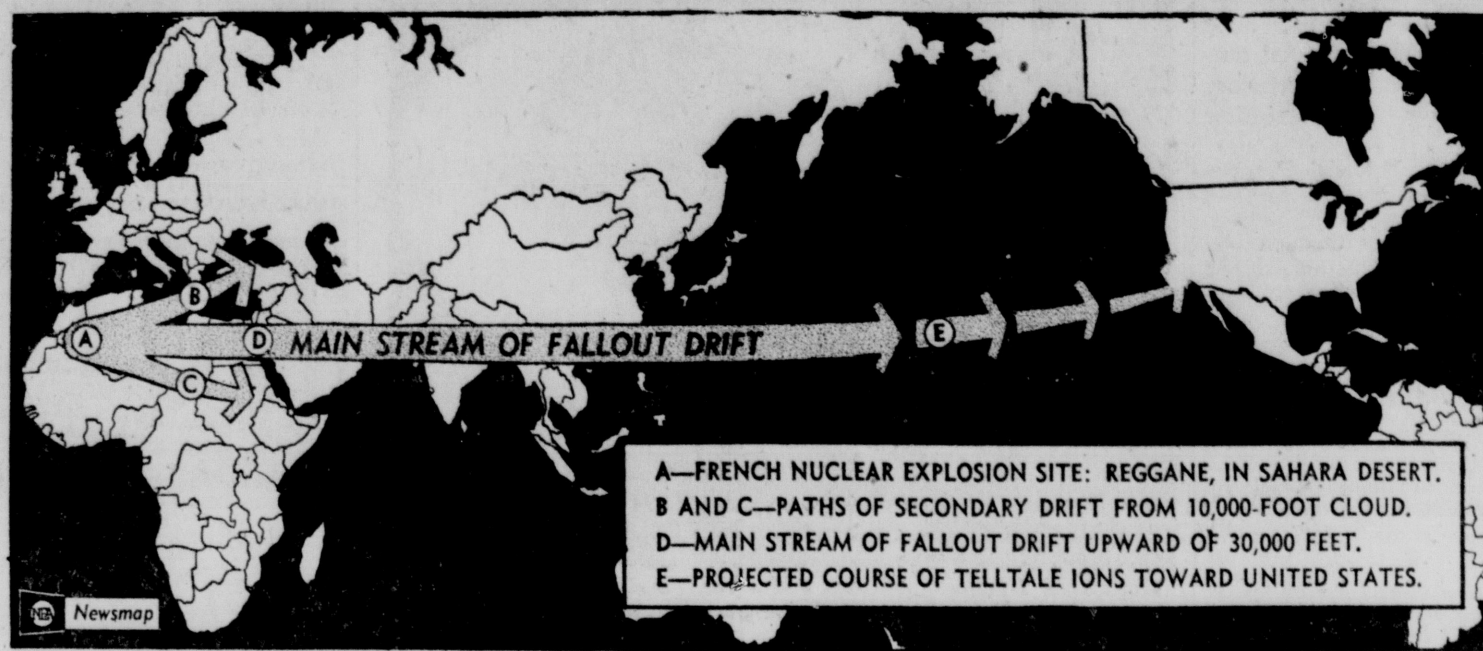 B
A
D
MAIN STREAM OF FALLOUT DRIFT
E
C
A—FRENCH NUCLEAR EXPLOSION SITE: REGGANE, IN SAHARA DESERT.
B AND C—PATHS OF SECONDARY DRIFT FROM 10,000-FOOT CLOUD.
D—MAIN STREAM OF FALLOUT DRIFT UPWARD OF 30,000 FEET.
E—PROJECTED COURSE OF TELLTALE IONS TOWARD UNITED STATES.
NEA Newsmap